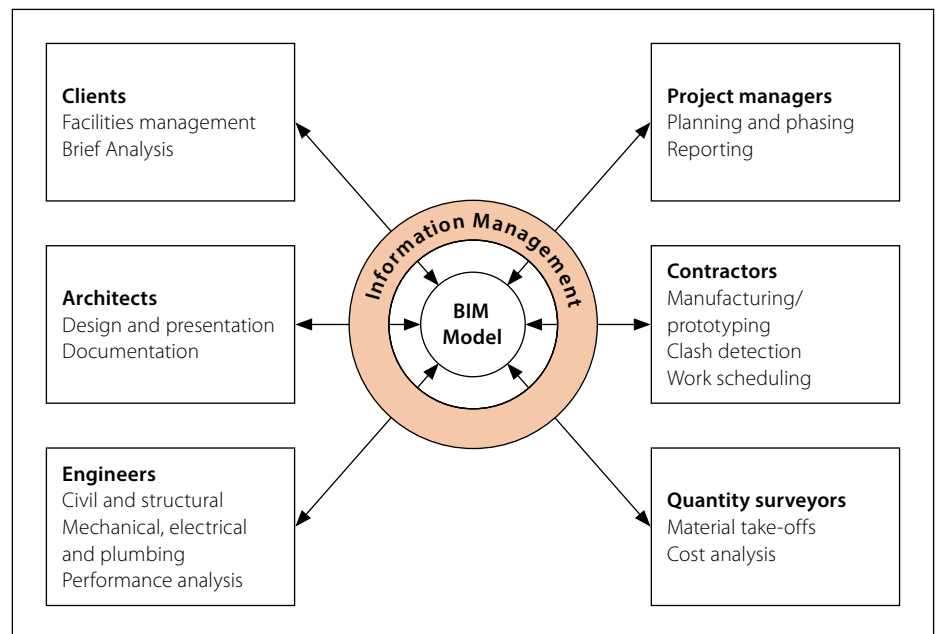 Clients
Facilities management
Brief Analysis
Project managers
Planning and phasing
Reporting
Information Management
BIM
Model
Architects
Design and presentation
Documentation
Contractors
Manufacturing/
prototyping
Clash detection
Work scheduling
Engineers
Civil and structural
Mechanical, electrical
and plumbing
Performance analysis
Quantity surveyors
Material take-offs
Cost analysis